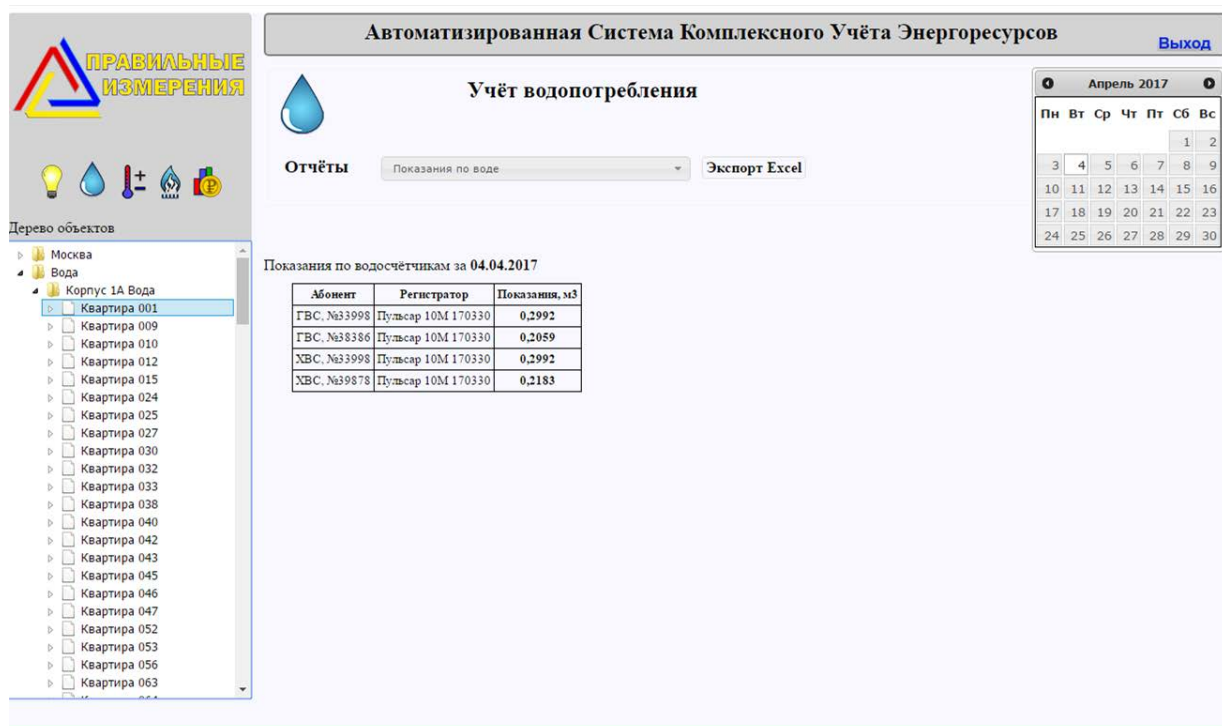 ПРАВИЛЬНЫЕ
ИЗМЕРЕНИЯ
Дерево объектов
Москва
Вода
Корпус 1А Вода
Квартира 001
Квартира 009
Квартира 010
Квартира 012
Квартира 015
Квартира 024
Квартира 025
Квартира 027
Квартира 030
Квартира 032
Квартира 033
Квартира 038
Квартира 040
Квартира 042
Квартира 043
Квартира 045
Квартира 046
Квартира 047
Квартира 052
Квартира 053
Квартира 056
Квартира 063
Автоматизированная Система Комплексного Учёта Энергоресурсов
Выход
Учёт водопотребления
Отчёты Показания по воде Экспорт Excel
Апрель 2017
Пн Вт Ср Чт Пт Сб Вс
1 2
3 4 5 6 7 8 9
10 11 12 13 14 15 16
17 18 19 20 21 22 23
24 25 26 27 28 29 30
Показания по водосчётчикам за 04.04.2017
Абонент Регистратор Показания, м3
ГВС, №33998 Пульсар 10М 170330 0,2992
ГВС, №38386 Пульсар 10М 170330 0,2059
ХВС, №33998 Пульсар 10М 170330 0,2992
ХВС, №39878 Пульсар 10М 170330 0,2183